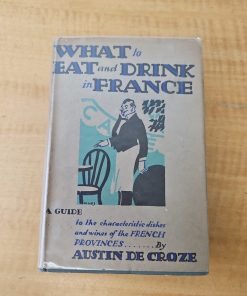 WHAT to
EAT and DRINK
in FRANCE
A GUIDE
to the characteristic dishes
and wines of the FRENCH
PROVINCES ....... By
AUSTIN DE CROZE